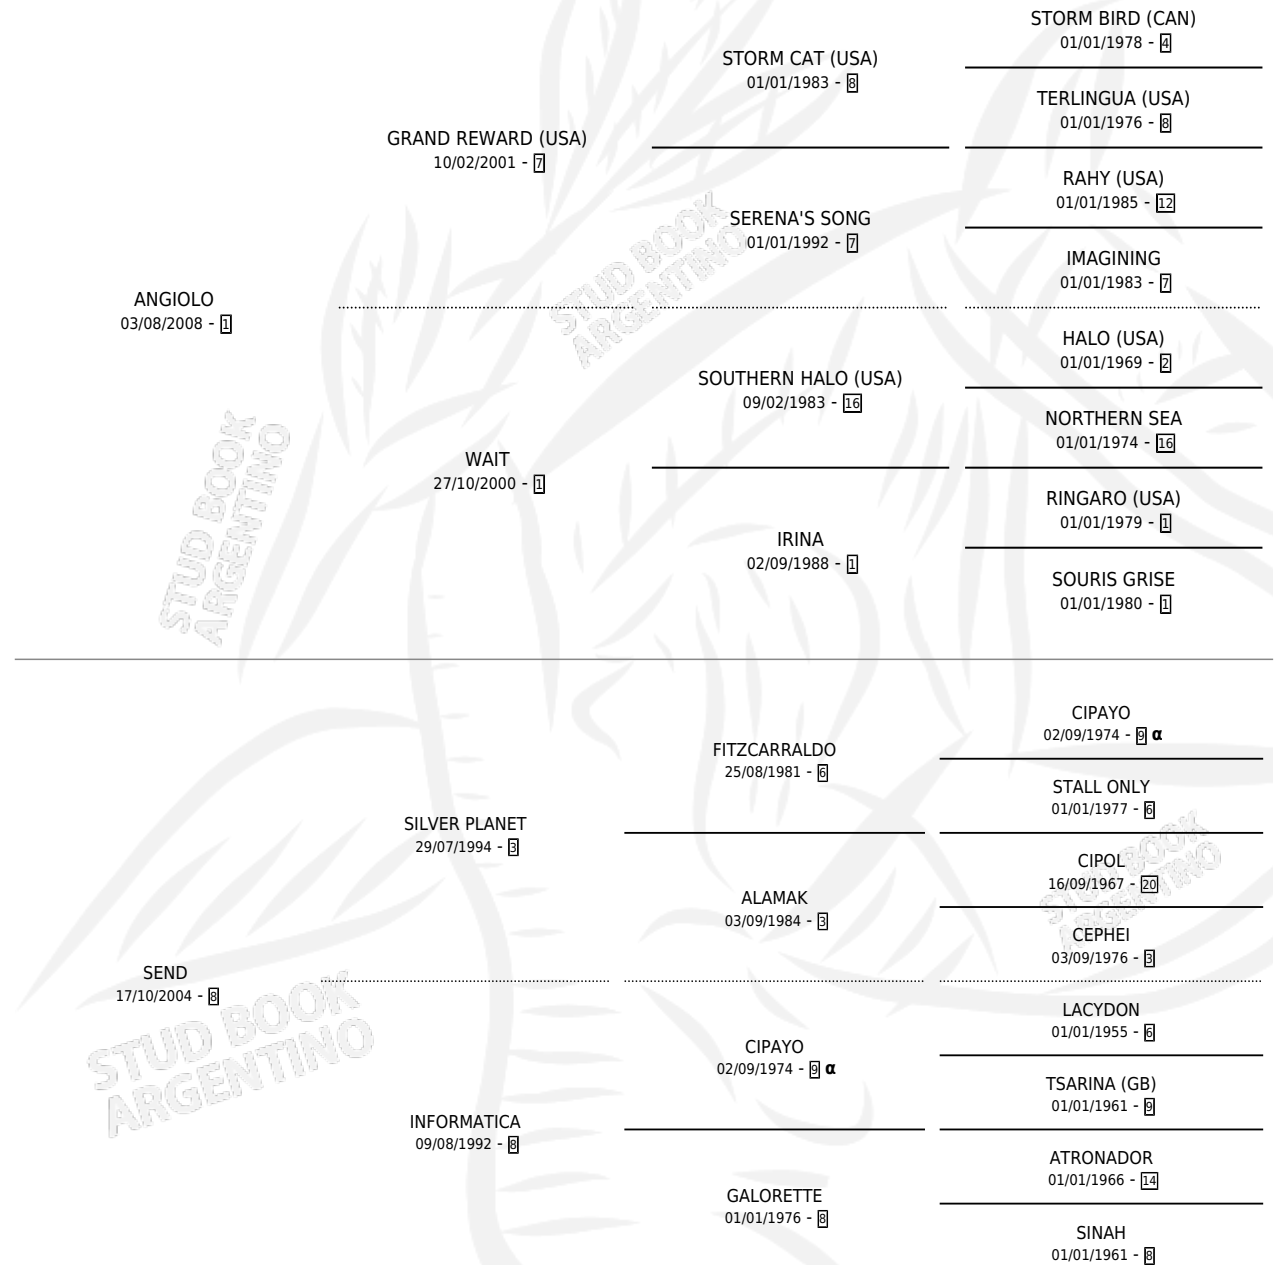 STORM BIRD (CAN)
01/01/1978 - 4
STORM CAT (USA)
01/01/1983 - 8
TERLINGUA (USA)
01/01/1976 - 8
GRAND REWARD (USA)
10/02/2001 - 7
RAHY (USA)
01/01/1985 - 12
SERENA'S SONG
01/01/1992 - 7
IMAGINING
01/01/1983 - 7
ANGIOLO
03/08/2008 - 1
HALO (USA)
01/01/1969 - 2
SOUTHERN HALO (USA)
09/02/1983 - 16
NORTHERN SEA
01/01/1974 - 16
WAIT
27/10/2000 - 1
RINGARO (USA)
01/01/1979 - 1
IRINA
02/09/1988 - 1
SOURIS GRISE
01/01/1980 - 1
STUD BOOK
ARGENTINO
STUD BOOK
ARGENTINO
CIPAYO
02/09/1974 - 9 α
FITZCARRALDO
25/08/1981 - 6
STALL ONLY
01/01/1977 - 6
SILVER PLANET
29/07/1994 - 3
CIPOL
16/09/1967 - 20
ALAMAK
03/09/1984 - 3
CEPHEI
03/09/1976 - 3
SEND
17/10/2004 - 8
LACYDON
01/01/1955 - 6
CIPAYO
02/09/1974 - 9 α
TSARINA (GB)
01/01/1961 - 9
INFORMATICA
09/08/1992 - 8
ATRONADOR
01/01/1966 - 14
GALORETTE
01/01/1976 - 8
SINAH
01/01/1961 - 8
STUD BOOK
ARGENTINO
STUD BOOK
ARGENTINO